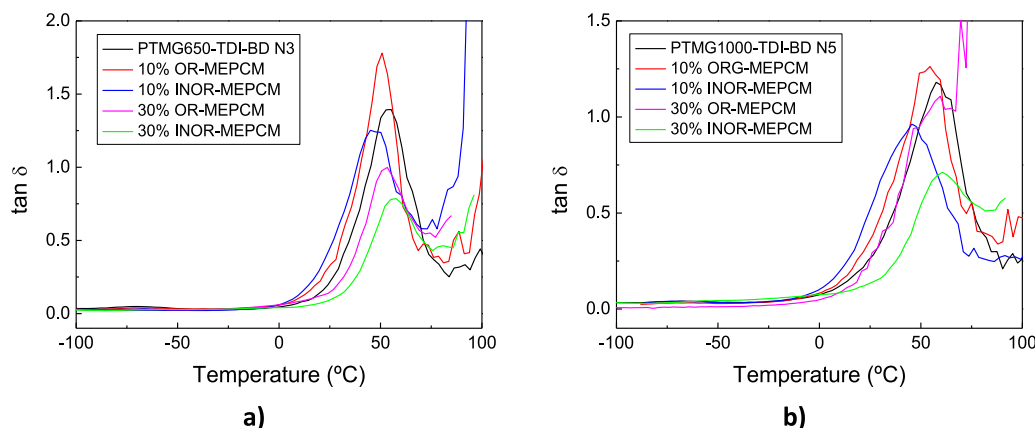 2.0
1.5
1.0
0.5
0.0
tan δ
PTMG650-TDI-BD N3
10% OR-MEPCM
10% INOR-MEPCM
30% OR-MEPCM
30% INOR-MEPCM
-100
-50
0
50
100
Temperature (ºC)
a)
1.5
1.0
0.5
0.0
tan δ
PTMG1000-TDI-BD N5
10% ORG-MEPCM
10% INOR-MEPCM
30% OR-MEPCM
30% INOR-MEPCM
-100
-50
0
50
100
Temperature (ºC)
b)